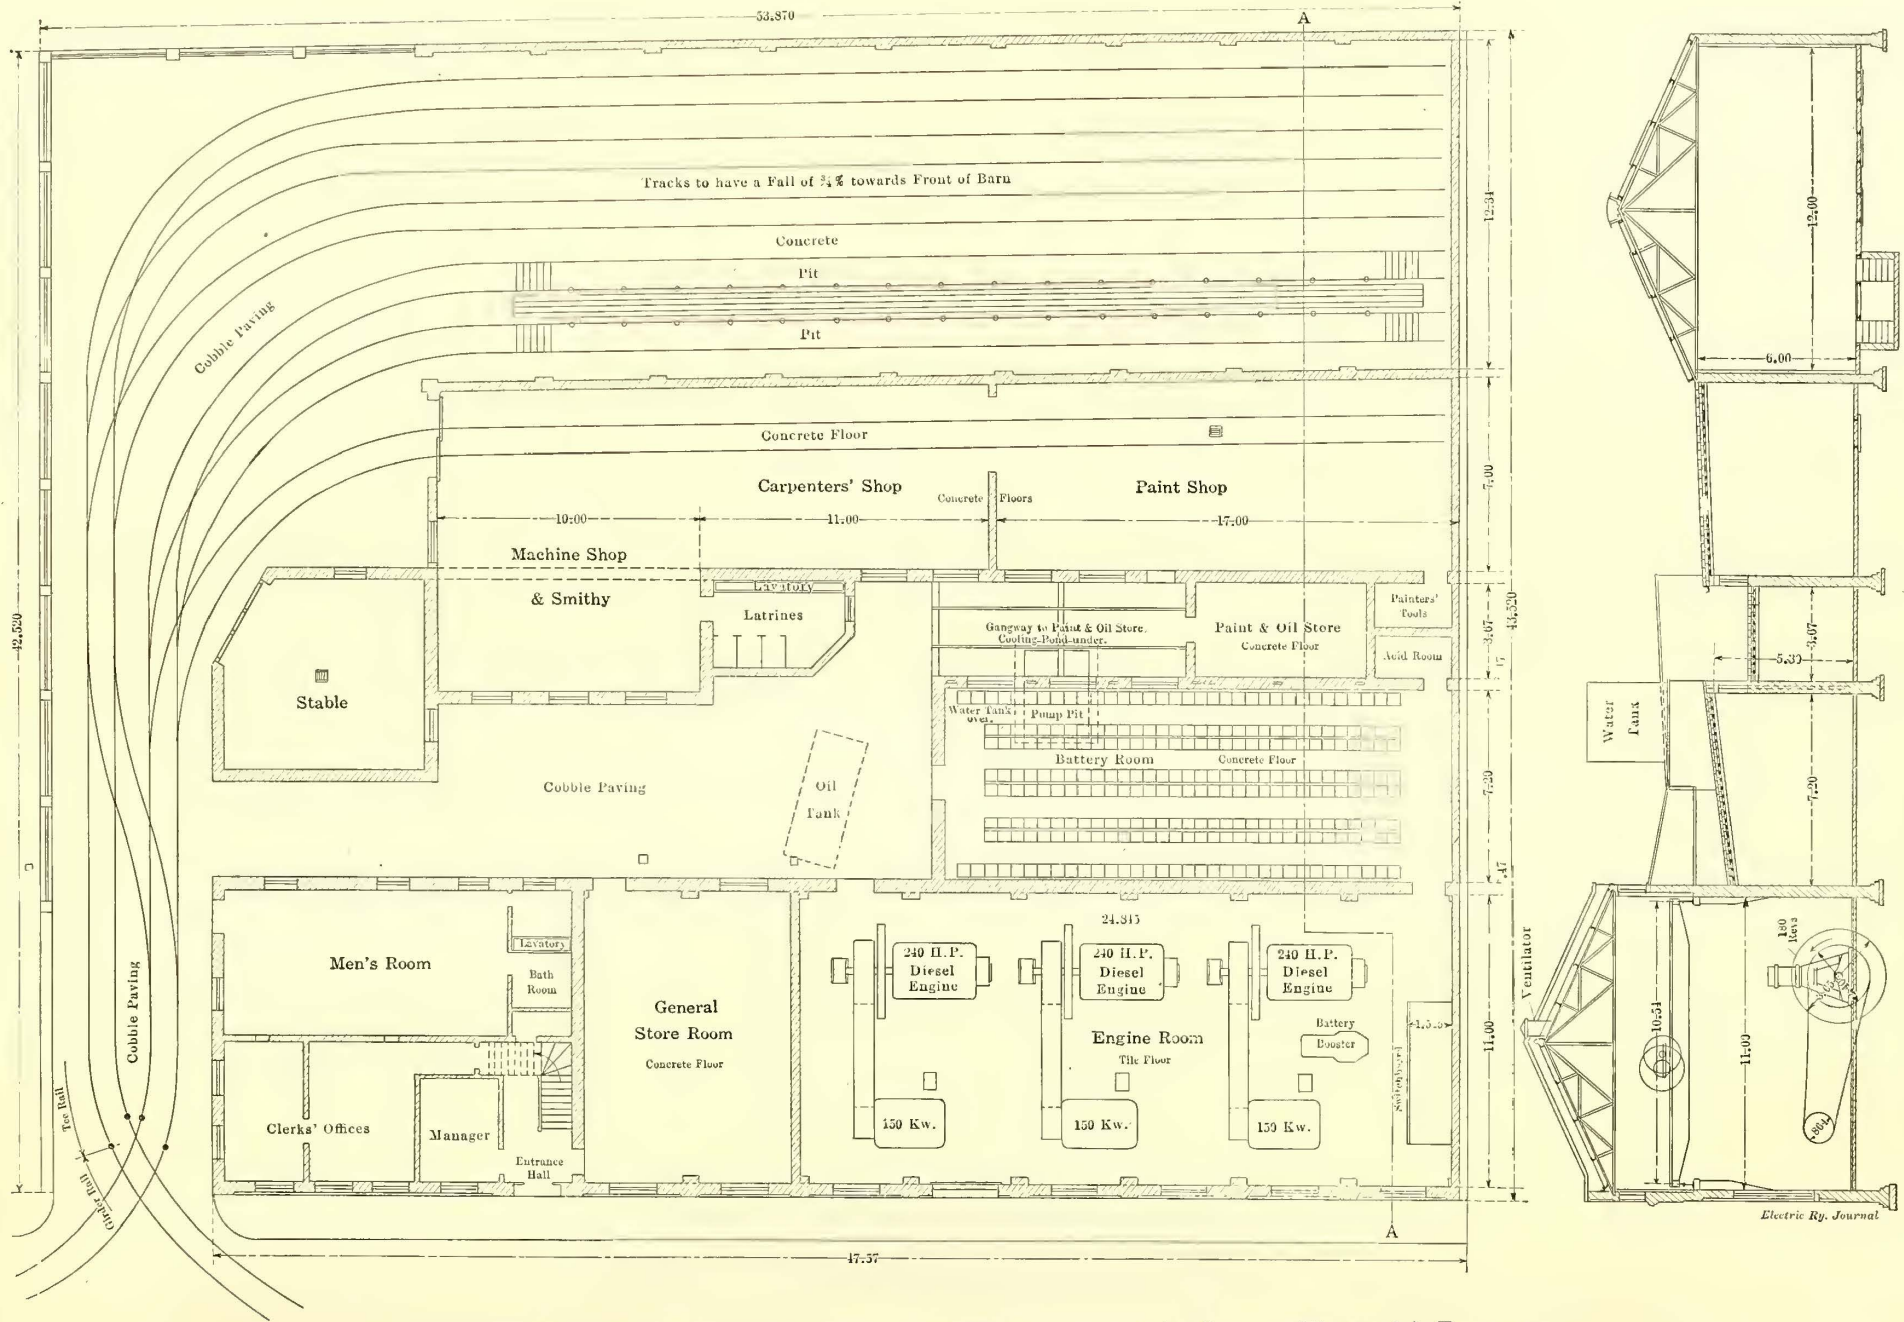 53.870
A
Tracks to have a Fall of ¾% towards Front of Barn
12.34
12.00
Concrete
Pit
Cobble Paving
Pit
6.00
Concrete Floor
Carpenters' Shop
Concrete Floors
Paint Shop
7.00
10.00
11.00
17.00
Machine Shop
& Smithy
Lavatory
Latrines
Gangway to Paint & Oil Store.
Cooling Pond under.
Paint & Oil Store
Concrete Floor
Painters'
Tools
Acid Room
3.67
43.520
42.520
3.67
5.30
Stable
Water Tank
over.
Pump Pit
Battery Room
Concrete Floor
Water
Tank
Cobble Paving
Oil
Tank
7.20
7.20
24.815
Men's Room
Lavatory
Bath
Room
General
Store Room
Concrete Floor
240 H.P.
Diesel
Engine
240 H.P.
Diesel
Engine
240 H.P.
Diesel
Engine
Engine Room
Tile Floor
Battery
Booster
Switchboard
11.00
Ventilator
10.54
11.00
180
Revs
Cobble Paving
Tee Rail
Girder Rail
Clerks' Offices
Manager
Entrance
Hall
150 Kw.
150 Kw.
150 Kw.
A
47.57
Electric Ry. Journal